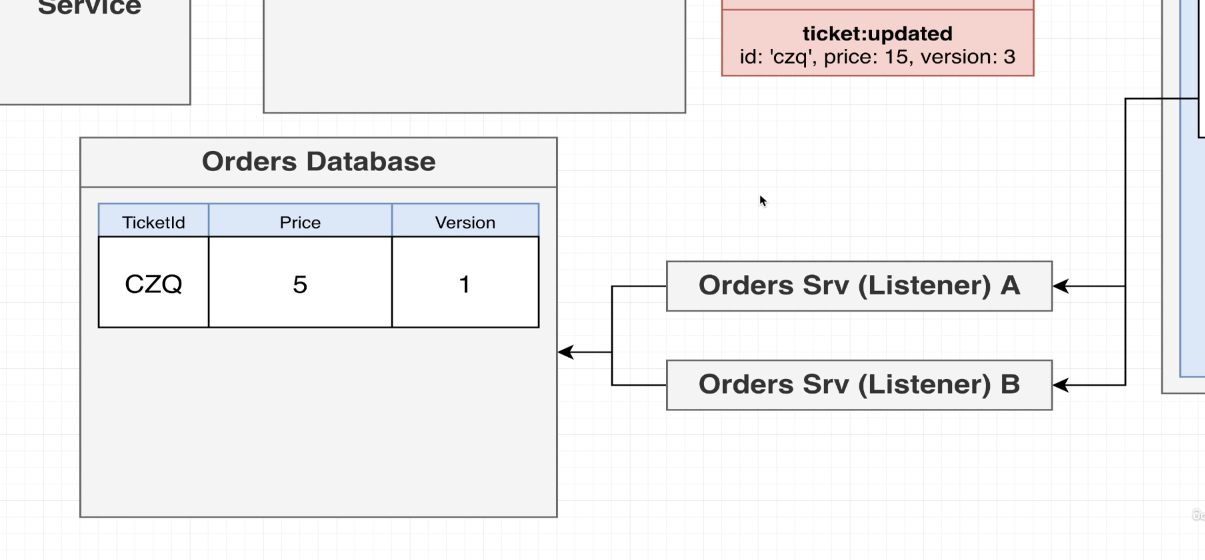 Service
ticket:updated
id: 'czq', price: 15, version: 3
Orders Database
TicketId Price Version
CZQ 5 1
Orders Srv (Listener) A
Orders Srv (Listener) B